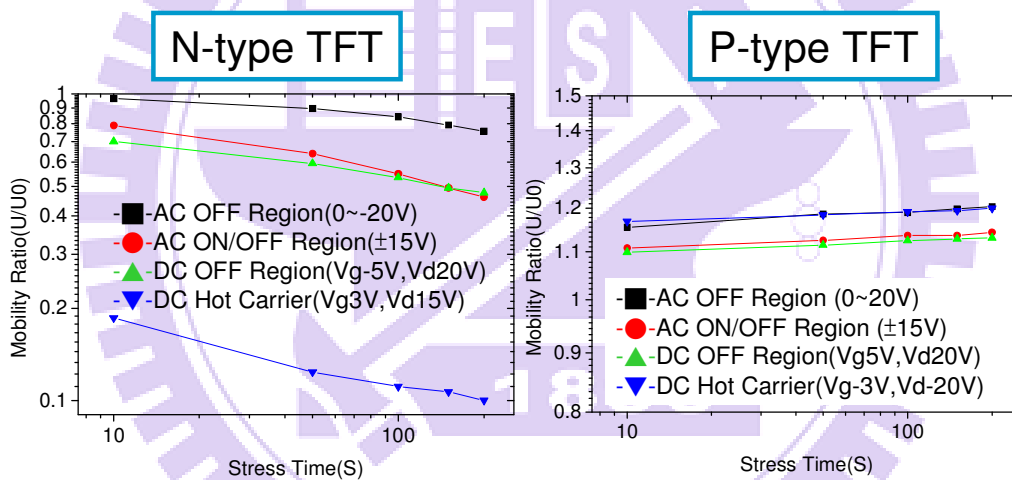 N-type TFT
P-type TFT
Mobility Ratio(U/U0)
1
0.9
0.8
0.7
0.6
0.5
0.4
0.3
0.2
0.1
AC OFF Region(0~-20V)
AC ON/OFF Region(±15V)
DC OFF Region(Vg-5V,Vd20V)
DC Hot Carrier(Vg3V,Vd15V)
10
100
Stress Time(S)
Mobility Ratio(U/U0)
1.5
1.4
1.3
1.2
1.1
1
0.9
0.8
AC OFF Region (0~20V)
AC ON/OFF Region (±15V)
DC OFF Region(Vg5V,Vd20V)
DC Hot Carrier(Vg-3V,Vd-20V)
10
100
Stress Time(S)
E S